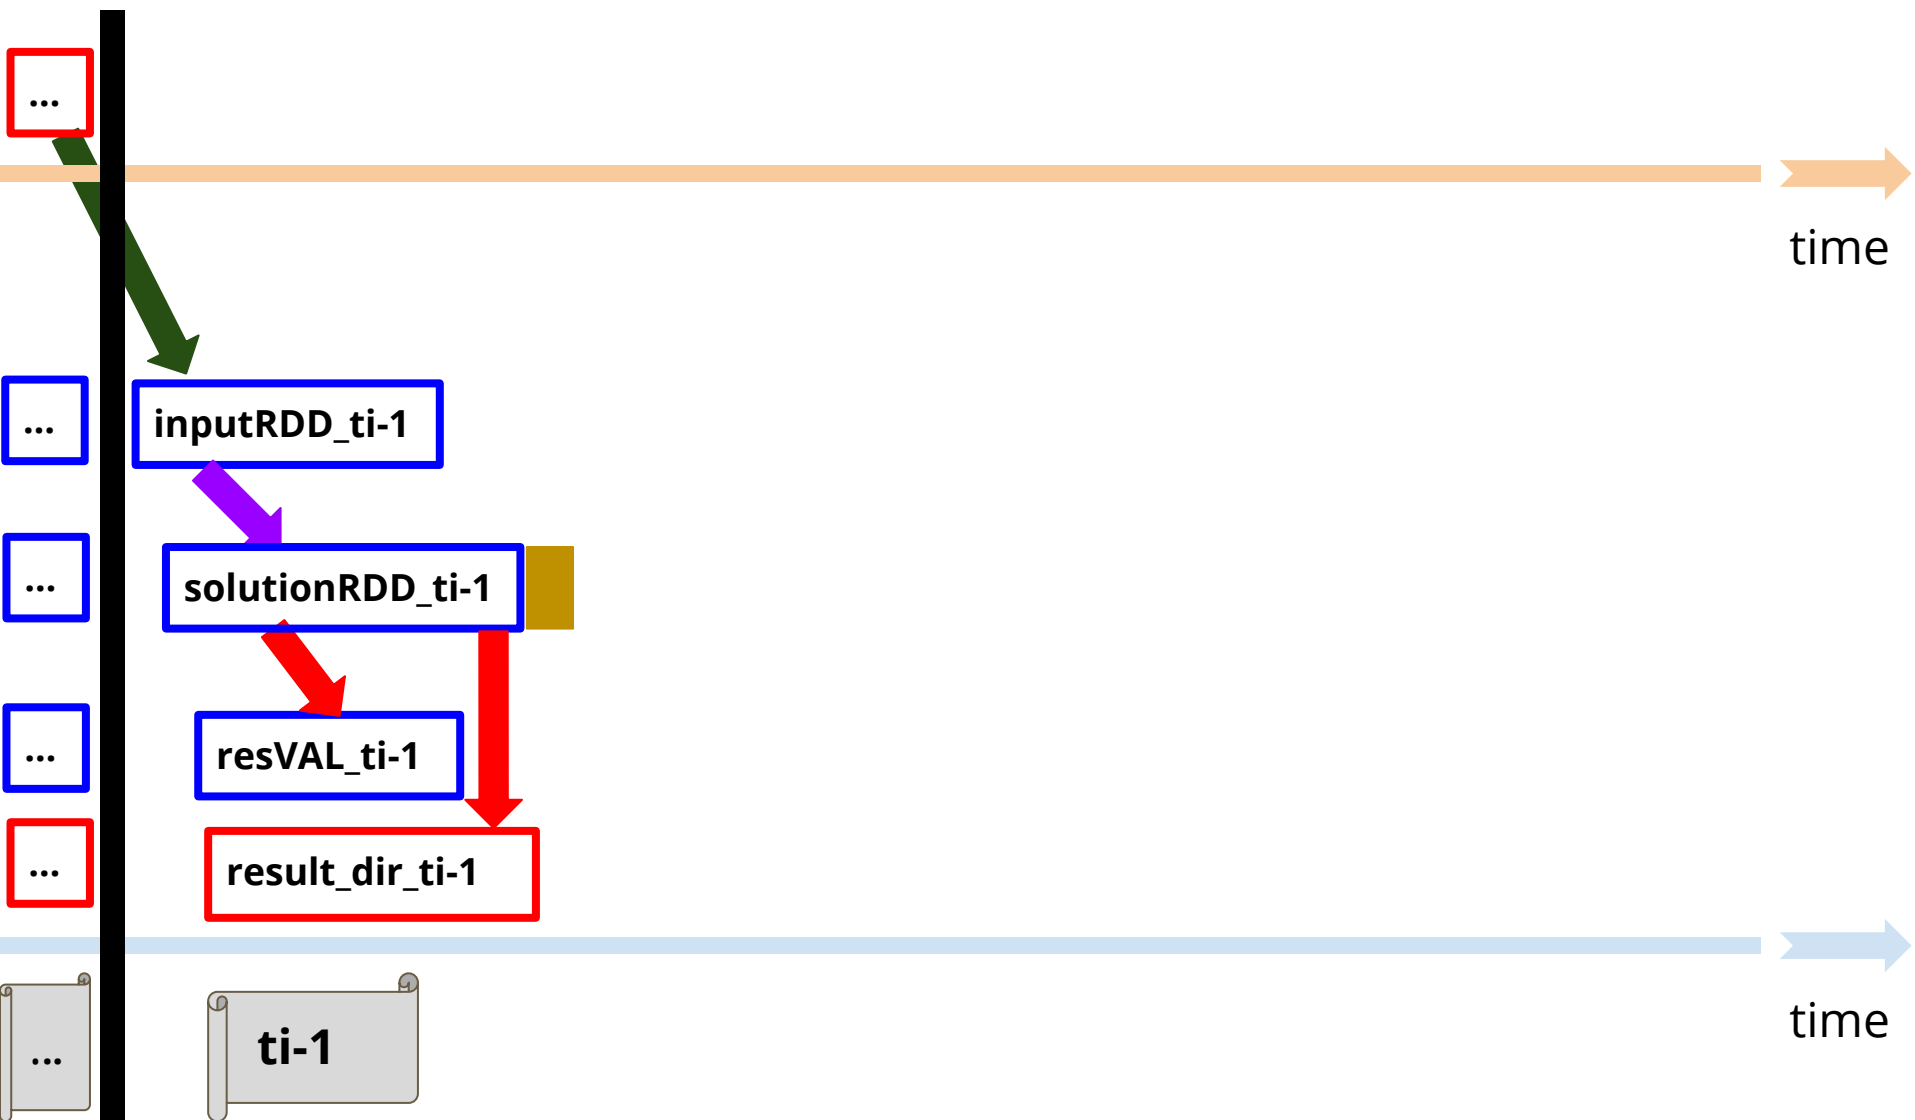 ...
time
...
inputRDD_ti-1
...
solutionRDD_ti-1
...
resVAL_ti-1
...
result_dir_ti-1
...
ti-1
time